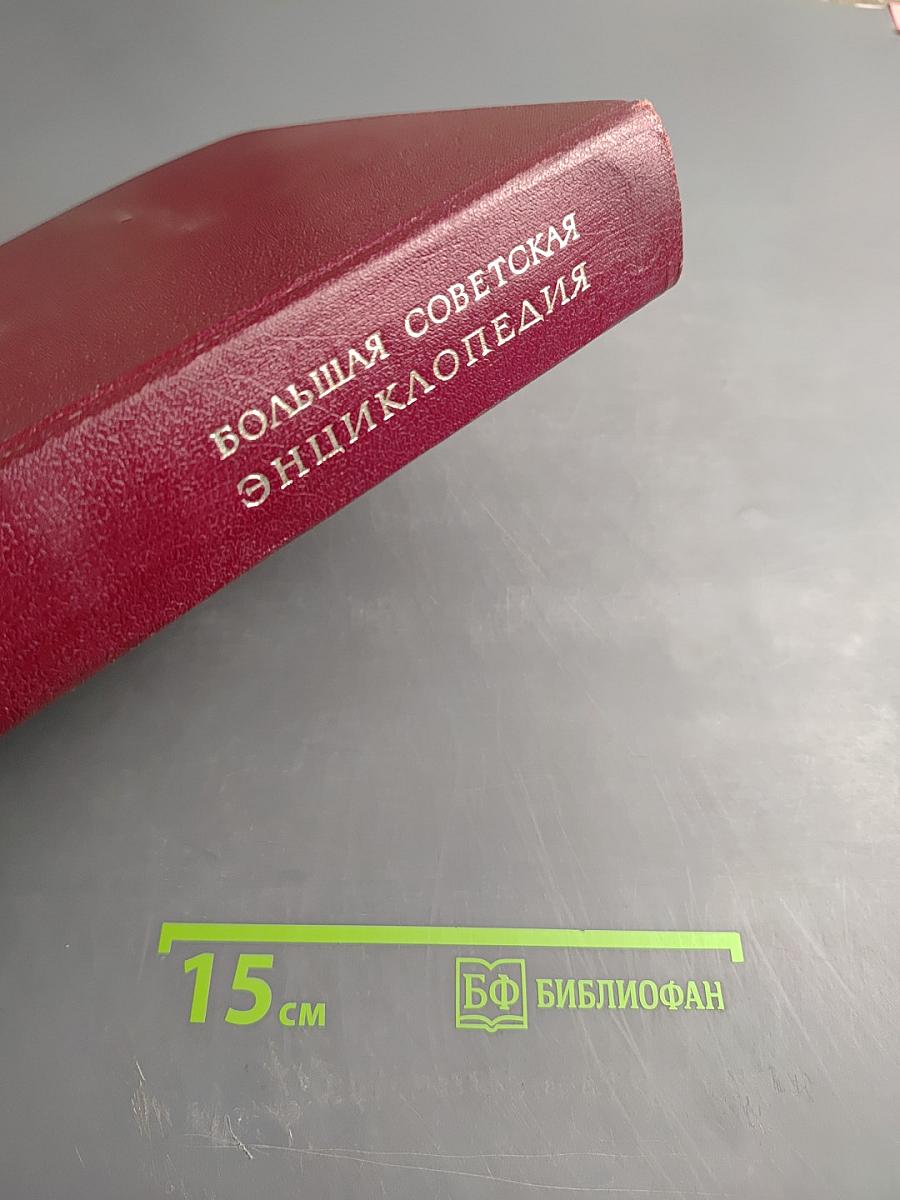 БОЛЬШАЯ СОВЕТСКАЯ
ЭНЦИКЛОПЕДИЯ
15 см
БФ БИБЛИОФАН